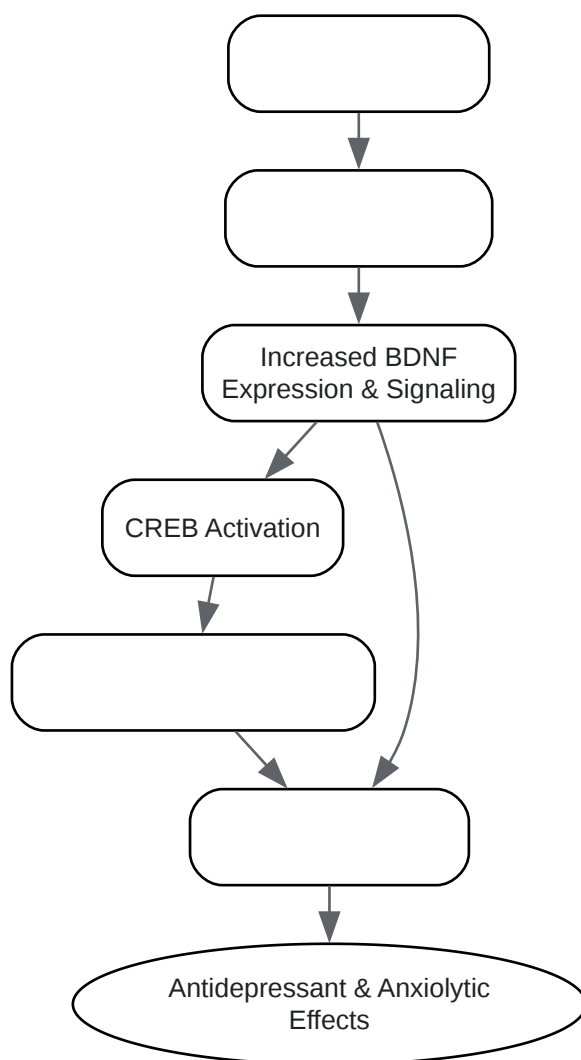 Increased BDNF
Expression & Signaling
CREB Activation
Antidepressant & Anxiolytic
Effects